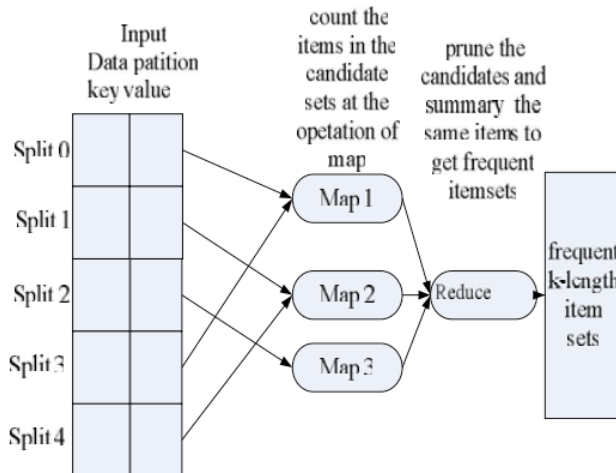 Input
Data patition
key value
count the
items in the
candidate
sets at the
opetation of
map
prune the
candidates and
summary the
same items to
get frequent
itemsets
Split 0
Split 1
Split 2
Split 3
Split 4
Map 1
Map 2
Map 3
Reduce
frequent
k-length
item
sets